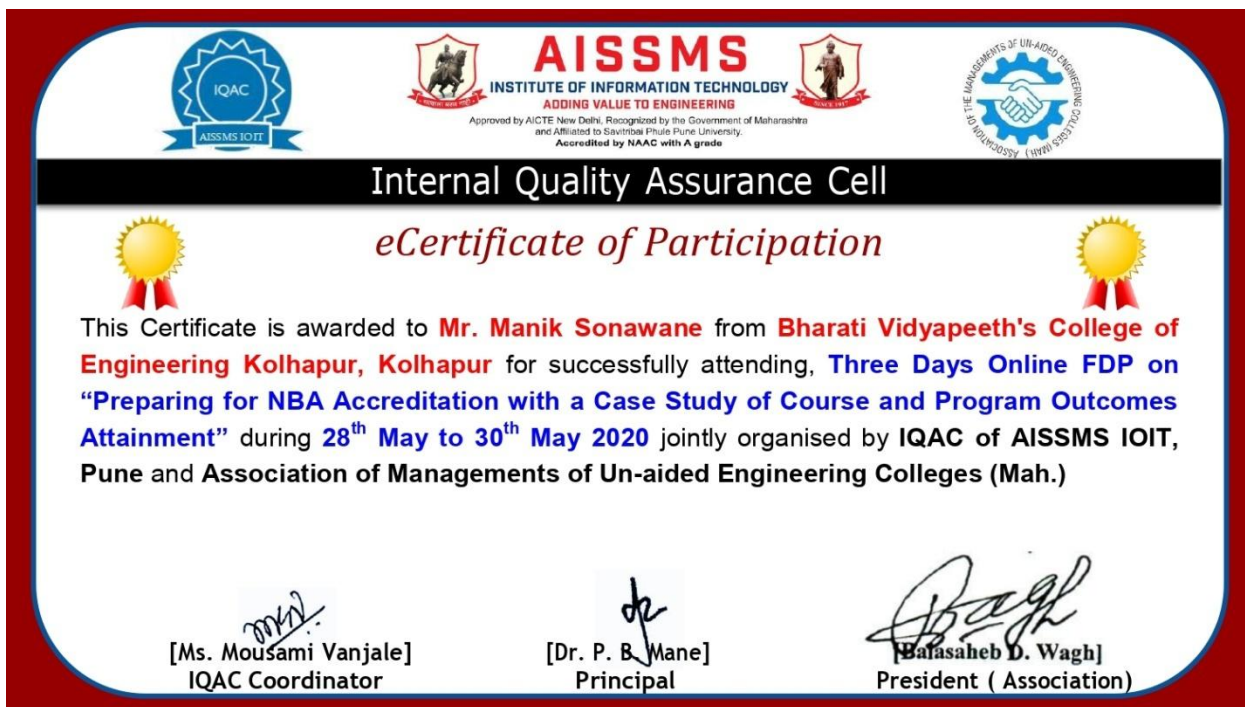 IQAC
AISSMS IOIT
AISSMS
INSTITUTE OF INFORMATION TECHNOLOGY
ADDING VALUE TO ENGINEERING
Approved by AICTE New Delhi, Recognized by the Government of Maharashtra
and Affiliated to Savitribai Phule Pune University.
Accredited by NAAC with A grade
SINCE 1917
ASSOCIATION OF THE MANAGEMENTS OF UN-AIDED ENGINEERING COLLEGES (MAH.)
Internal Quality Assurance Cell
eCertificate of Participation
This Certificate is awarded to Mr. Manik Sonawane from Bharati Vidyapeeth's College of
Engineering Kolhapur, Kolhapur for successfully attending, Three Days Online FDP on
“Preparing for NBA Accreditation with a Case Study of Course and Program Outcomes
Attainment” during 28th May to 30th May 2020 jointly organised by IQAC of AISSMS IOIT,
Pune and Association of Managements of Un-aided Engineering Colleges (Mah.)
Wagh
[Ms. Mousami Vanjale]
[Dr. P. B. Mane]
[Balasaheb D. Wagh]
IQAC Coordinator
Principal
President ( Association)